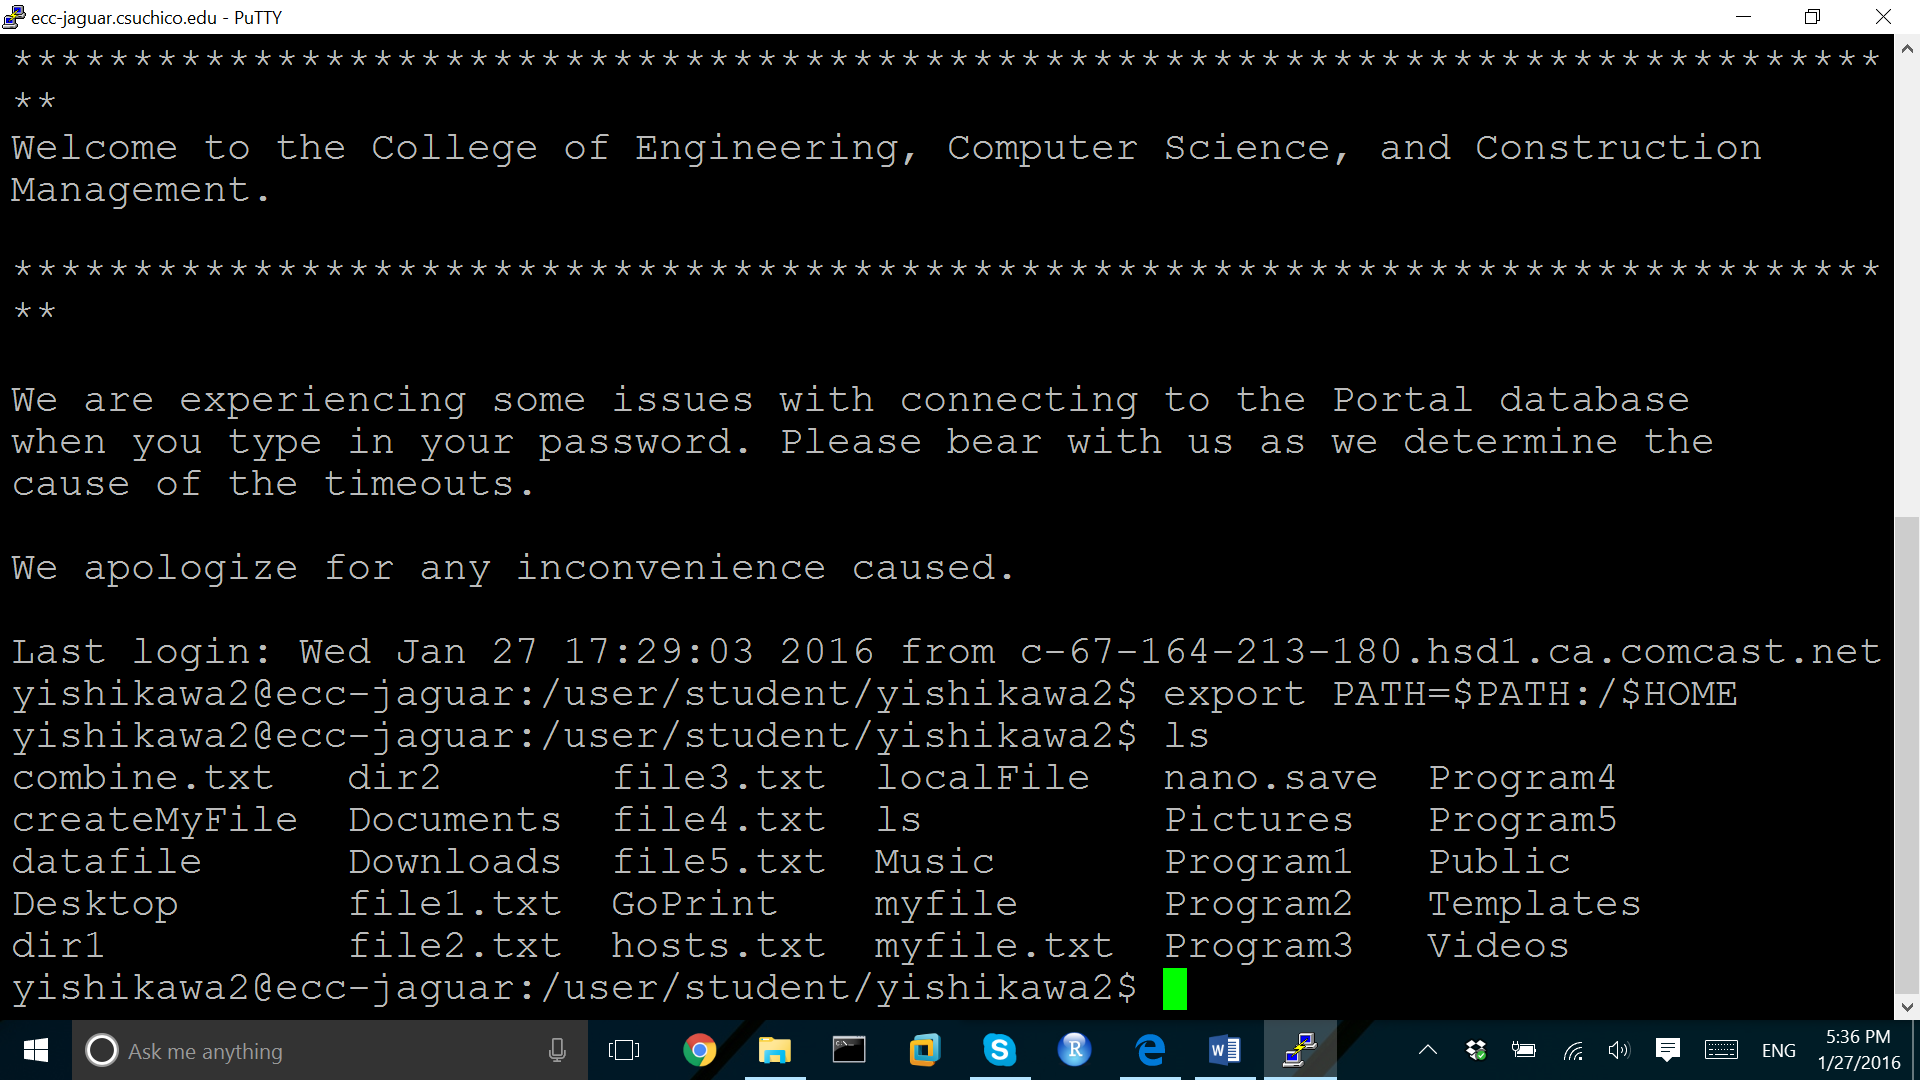 ecc-jaguar.csuchico.edu - PuTTY
******************************************************************************
**
Welcome to the College of Engineering, Computer Science, and Construction
Management.
******************************************************************************
**
We are experiencing some issues with connecting to the Portal database
when you type in your password. Please bear with us as we determine the
cause of the timeouts.
We apologize for any inconvenience caused.
Last login: Wed Jan 27 17:29:03 2016 from c-67-164-213-180.hsd1.ca.comcast.net
yishikawa2@ecc-jaguar:/user/student/yishikawa2$ export PATH=$PATH:/$HOME
yishikawa2@ecc-jaguar:/user/student/yishikawa2$ ls
combine.txt dir2 file3.txt localFile nano.save Program4
createMyFile Documents file4.txt ls Pictures Program5
datafile Downloads file5.txt Music Program1 Public
Desktop file1.txt GoPrint myfile Program2 Templates
dir1 file2.txt hosts.txt myfile.txt Program3 Videos
yishikawa2@ecc-jaguar:/user/student/yishikawa2$
Ask me anything
ENG
5:36 PM
1/27/2016